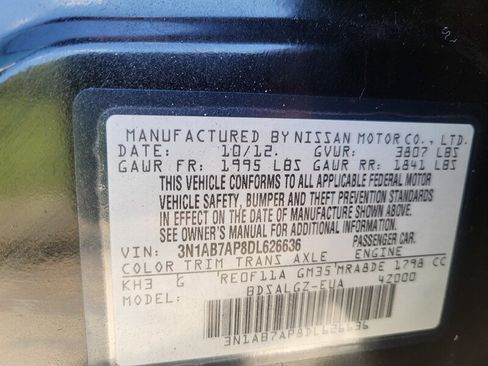 MANUFACTURED BY NISSAN MOTOR CO., LTD.
DATE: 10/12. GVWR: 3807 LBS
GAWR FR: 1995 LBS GAWR RR: 1841 LBS
THIS VEHICLE CONFORMS TO ALL APPLICABLE FEDERAL MOTOR
VEHICLE SAFETY, BUMPER AND THEFT PREVENTION STANDARDS
IN EFFECT ON THE DATE OF MANUFACTURE SHOWN ABOVE.
SEE OWNER'S MANUAL FOR ADDITIONAL INFORMATION.
VIN: 3N1AB7AP8DL626636 PASSENGER CAR.
COLOR TRIM TRANS AXLE ENGINE
KH3 G RE0F11A GM35 MRA8DE 1798 CC
MODEL: BDSALGZ-EUA 42000
3N1AB7AP8DL626636